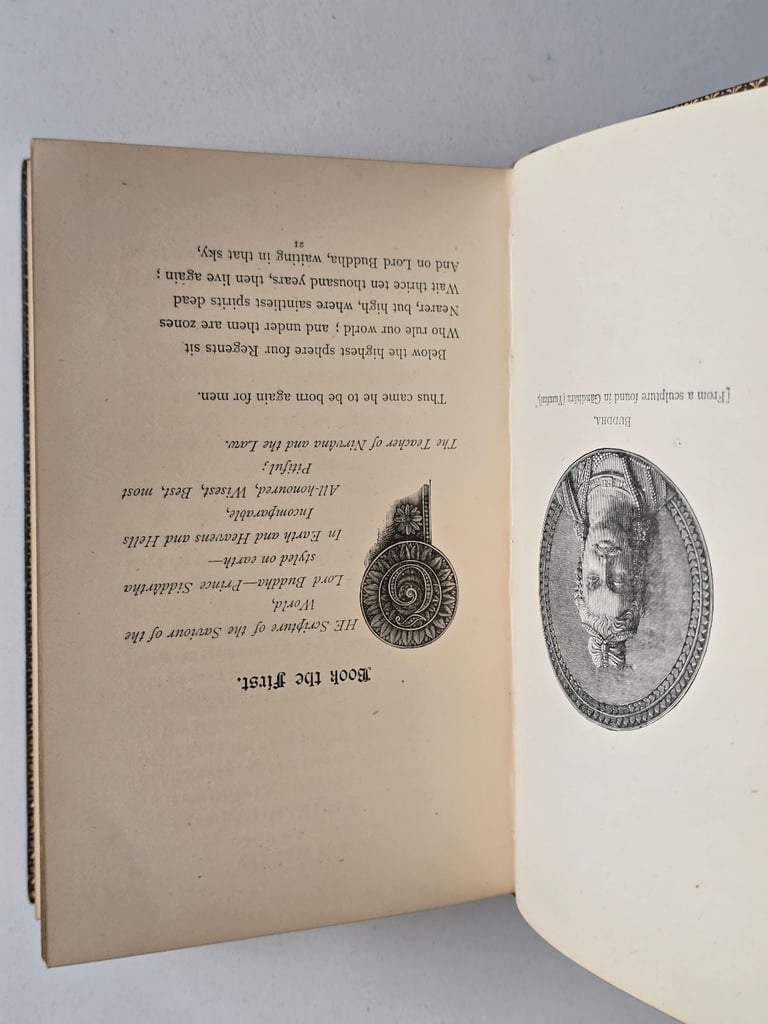 BUDDHA.
[From a sculpture found in Gândhâra (Yusufzai)
Book the First.
HE Scripture of the Saviour of the
World,
Lord Buddha—Prince Siddârtha
styled on earth—
In Earth and Heavens and Hells
Incomparable,
All-honoured, Wisest, Best, most
Pitiful;
The Teacher of Nirvâna and the Law.
Thus came he to be born again for men.
Below the highest sphere four Regents sit
Who rule our world; and under them are zones
Nearer, but high, where saintliest spirits dead
Wait thrice ten thousand years, then live again;
And on Lord Buddha, waiting in that sky,
21